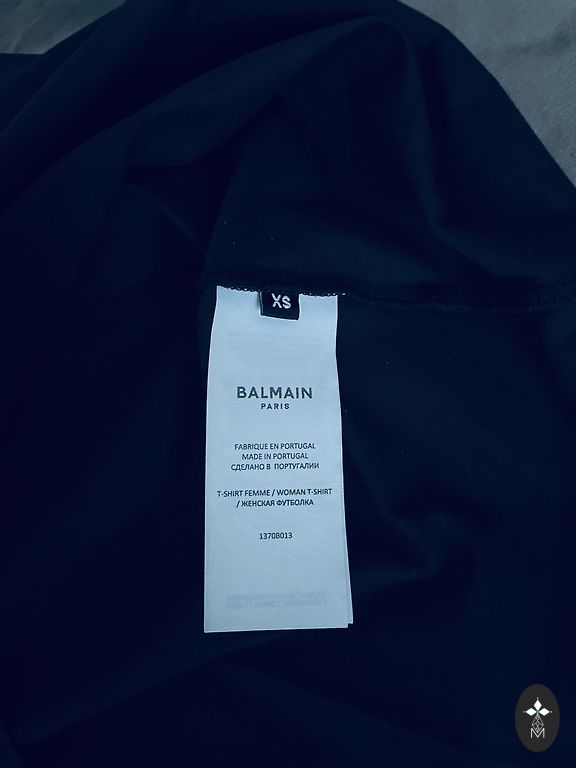 XS
BALMAIN
PARIS
FABRIQUE EN PORTUGAL
MADE IN PORTUGAL
СДЕЛАНО В ПОРТУГАЛИИ
T-SHIRT FEMME / WOMAN T-SHIRT
/ ЖЕНСКАЯ ФУТБОЛКА
1370B013
M